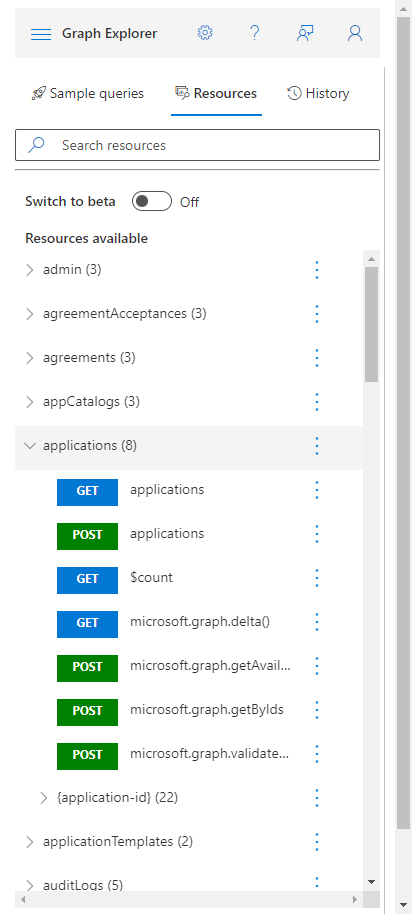 Graph Explorer
Sample queries Resources History
Search resources
Switch to beta Off
Resources available
admin (3)
agreementAcceptances (3)
agreements (3)
appCatalogs (3)
applications (8)
GET applications
POST applications
GET $count
GET microsoft.graph.delta()
POST microsoft.graph.getAvail...
POST microsoft.graph.getByIds
POST microsoft.graph.validate...
{application-id} (22)
applicationTemplates (2)
auditLogs (5)